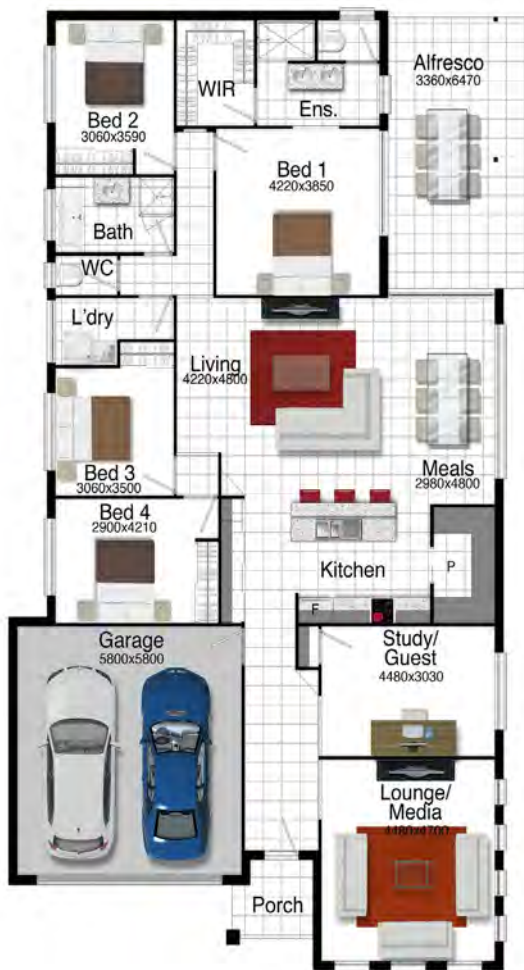 Alfresco
3360x6470
WIR
Ens.
Bed 2
3060x3590
Bed 1
4220x3850
Bath
WC
L'dry
Living
4220x4800
Bed 3
3060x3500
Meals
2980x4800
Bed 4
2900x4210
Kitchen
P
F
Garage
5800x5800
Study/
Guest
4480x3030
Lounge/
Media
4480x4700
Porch